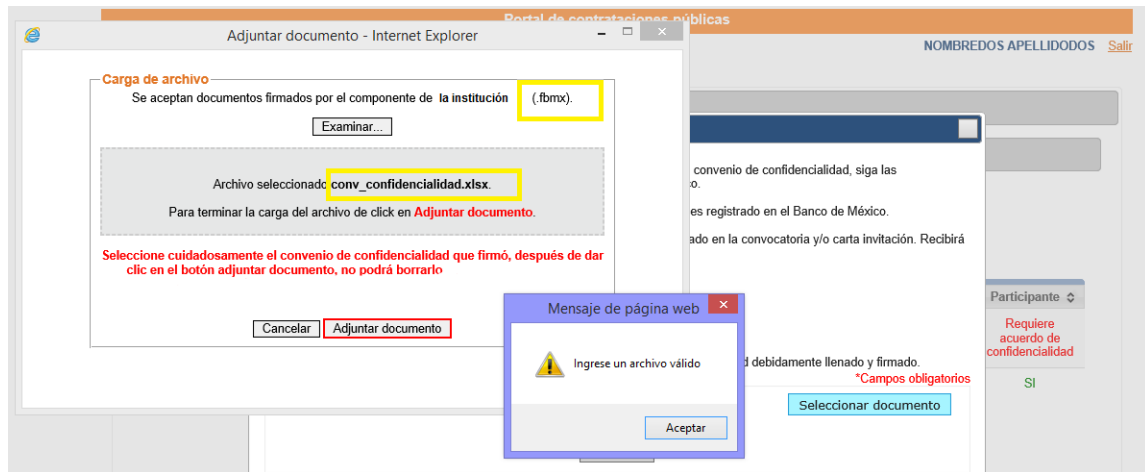 Portal de contrataciones públicas
Adjuntar documento - Internet Explorer
NOMBREDOS APELLIDODOS Salir
Carga de archivo
Se aceptan documentos firmados por el componente de la institución (.fbmx).
Examinar...
Archivo seleccionado conv_confidencialidad.xlsx.
Para terminar la carga del archivo de click en Adjuntar documento.
Seleccione cuidadosamente el convenio de confidencialidad que firmó, después de dar
clic en el botón adjuntar documento, no podrá borrarlo
Cancelar Adjuntar documento
convenio de confidencialidad, siga las
es registrado en el Banco de México.
ado en la convocatoria y/o carta invitación. Recibirá
Participante
Requiere
acuerdo de
confidencialidad
SI
Mensaje de página web
Ingrese un archivo válido
Aceptar
d debidamente llenado y firmado.
*Campos obligatorios
Seleccionar documento